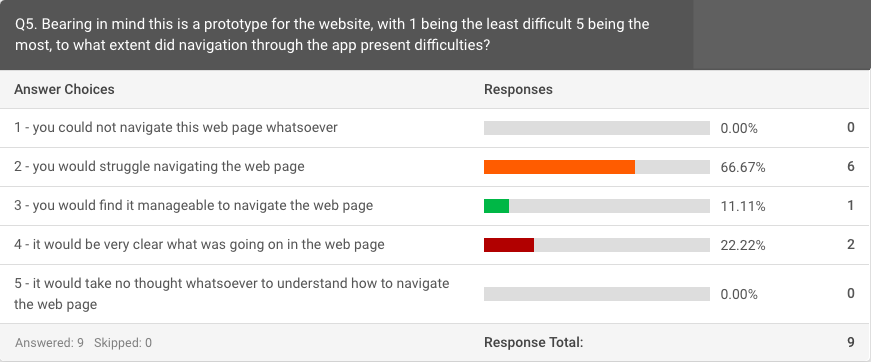 Q5. Bearing in mind this is a prototype for the website, with 1 being the least difficult 5 being the
most, to what extent did navigation through the app present difficulties?
Answer Choices Responses
1 - you could not navigate this web page whatsoever 0.00% 0
2 - you would struggle navigating the web page 66.67% 6
3 - you would find it manageable to navigate the web page 11.11% 1
4 - it would be very clear what was going on in the web page 22.22% 2
5 - it would take no thought whatsoever to understand how to navigate
the web page 0.00% 0
Answered: 9 Skipped: 0 Response Total: 9